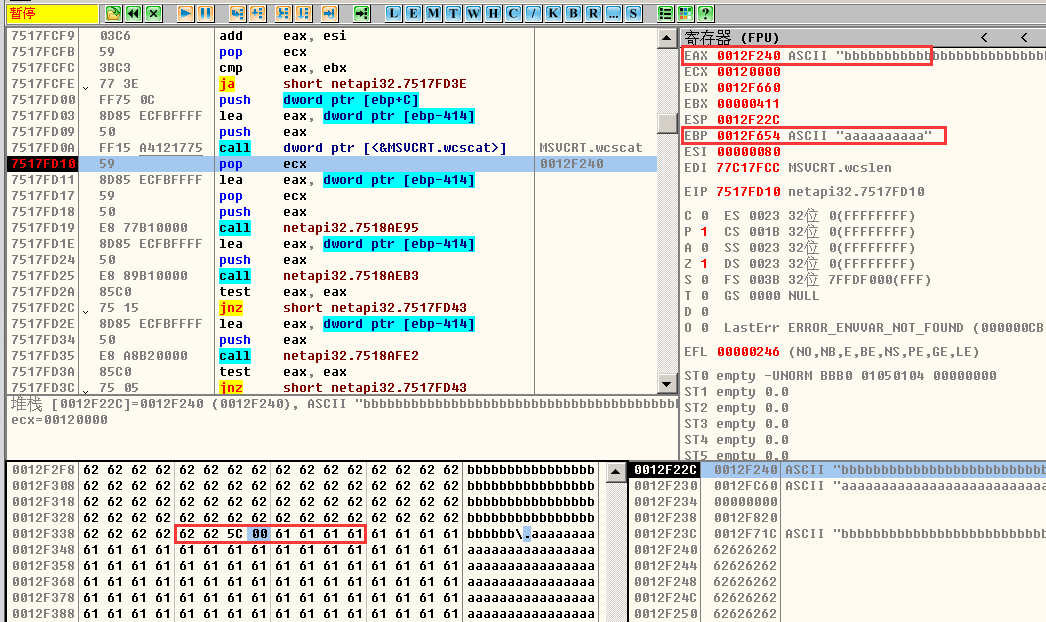 暂停
L E M T W H C / K B R ... S
?
7517FCF9 03C6 add eax, esi
7517FCFB 59 pop ecx
7517FCFC 3BC3 cmp eax, ebx
7517FCFE 77 3E ja short netapi32.7517FD3E
7517FD00 FF75 0C push dword ptr [ebp+C]
7517FD03 8D85 ECFBFFFF lea eax, dword ptr [ebp-414]
7517FD09 50 push eax
7517FD0A FF15 A4121775 call dword ptr [<&MSVCRT.wcscat>] MSVCRT.wcscat
7517FD10 59 pop ecx 0012F240
7517FD11 8D85 ECFBFFFF lea eax, dword ptr [ebp-414]
7517FD17 59 pop ecx
7517FD18 50 push eax
7517FD19 E8 77B10000 call netapi32.7518AE95
7517FD1E 8D85 ECFBFFFF lea eax, dword ptr [ebp-414]
7517FD24 50 push eax
7517FD25 E8 89B10000 call netapi32.7518AEB3
7517FD2A 85C0 test eax, eax
7517FD2C 75 15 jnz short netapi32.7517FD43
7517FD2E 8D85 ECFBFFFF lea eax, dword ptr [ebp-414]
7517FD34 50 push eax
7517FD35 E8 A8B20000 call netapi32.7518AFE2
7517FD3A 85C0 test eax, eax
7517FD3C 75 05 jnz short netapi32.7517FD43
寄存器 (FPU) < <
EAX 0012F240 ASCII "bbbbbbbbbbbbbbbbbbbbbbbbb
ECX 00120000
EDX 0012F660
EBX 00000411
ESP 0012F22C
EBP 0012F654 ASCII "aaaaaaaaaa"
ESI 00000080
EDI 77C17FCC MSVCRT.wcslen
EIP 7517FD10 netapi32.7517FD10
C 0 ES 0023 32位 0(FFFFFFFF)
P 1 CS 001B 32位 0(FFFFFFFF)
A 0 SS 0023 32位 0(FFFFFFFF)
Z 1 DS 0023 32位 0(FFFFFFFF)
S 0 FS 003B 32位 7FFDF000(FFF)
T 0 GS 0000 NULL
D 0
O 0 LastErr ERROR_ENVVAR_NOT_FOUND (000000CB
EFL 00000246 (NO,NB,E,BE,NS,PE,GE,LE)
ST0 empty -UNORM BBB0 01050104 00000000
ST1 empty 0.0
ST2 empty 0.0
ST3 empty 0.0
ST4 empty 0.0
ST5 empty 0.0
堆栈 [0012F22C]=0012F240 (0012F240), ASCII "bbbbbbbbbbbbbbbbbbbbbbbbbbbbbbbbbbbbbbb
ecx=00120000
0012F2F8 62 62 62 62 62 62 62 62 62 62 62 62 62 62 62 62 bbbbbbbbbbbbbbbb
0012F308 62 62 62 62 62 62 62 62 62 62 62 62 62 62 62 62 bbbbbbbbbbbbbbbb
0012F318 62 62 62 62 62 62 62 62 62 62 62 62 62 62 62 62 bbbbbbbbbbbbbbbb
0012F328 62 62 62 62 62 62 62 62 62 62 62 62 62 62 62 62 bbbbbbbbbbbbbbbb
0012F338 62 62 62 62 62 62 5C 00 61 61 61 61 61 61 61 61 bbbbbb\.aaaaaaaa
0012F348 61 61 61 61 61 61 61 61 61 61 61 61 61 61 61 61 aaaaaaaaaaaaaaaa
0012F358 61 61 61 61 61 61 61 61 61 61 61 61 61 61 61 61 aaaaaaaaaaaaaaaa
0012F368 61 61 61 61 61 61 61 61 61 61 61 61 61 61 61 61 aaaaaaaaaaaaaaaa
0012F378 61 61 61 61 61 61 61 61 61 61 61 61 61 61 61 61 aaaaaaaaaaaaaaaa
0012F388 61 61 61 61 61 61 61 61 61 61 61 61 61 61 61 61 aaaaaaaaaaaaaaaa
0012F22C 0012F240 ASCII "bbbbbbbbbbbbbbbbbbbbbbbbb
0012F230 0012FC60 ASCII "aaaaaaaaaaaaaaaaaaaaaaaaa
0012F234 00000000
0012F238 0012F820
0012F23C 0012F71C ASCII "bbbbbbbbbbbbbbbbbbbbbbbbb
0012F240 62626262
0012F244 62626262
0012F248 62626262
0012F24C 62626262
0012F250 62626262